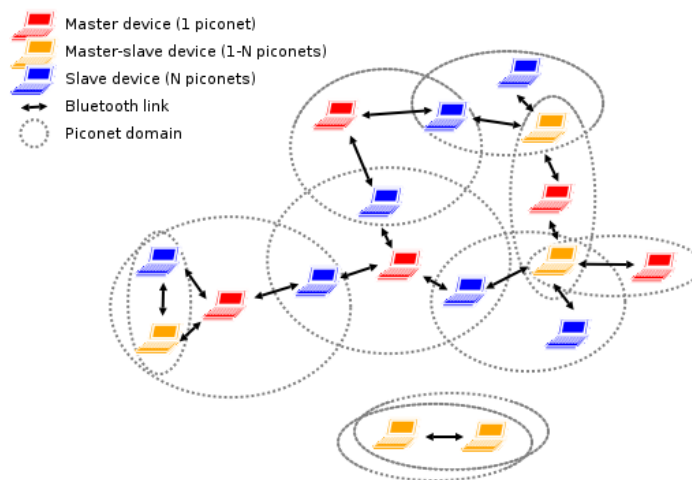 Master device (1 piconet)
Master-slave device (1-N piconets)
Slave device (N piconets)
Bluetooth link
Piconet domain